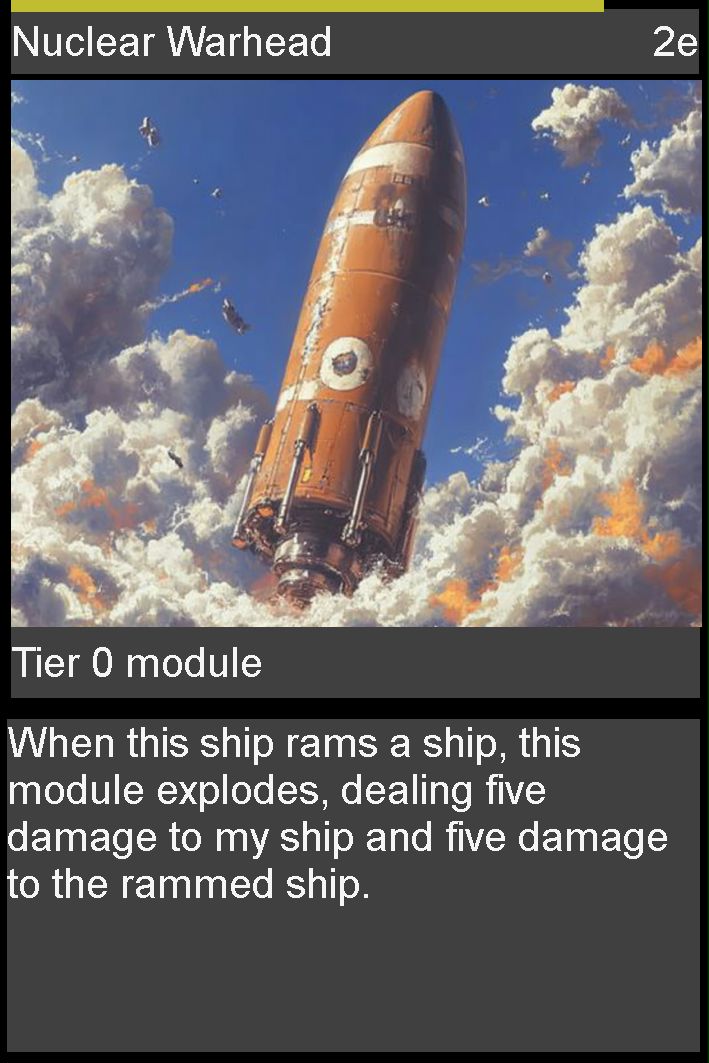 Nuclear Warhead 2e
Tier 0 module
When this ship rams a ship, this
module explodes, dealing five
damage to my ship and five damage
to the rammed ship.